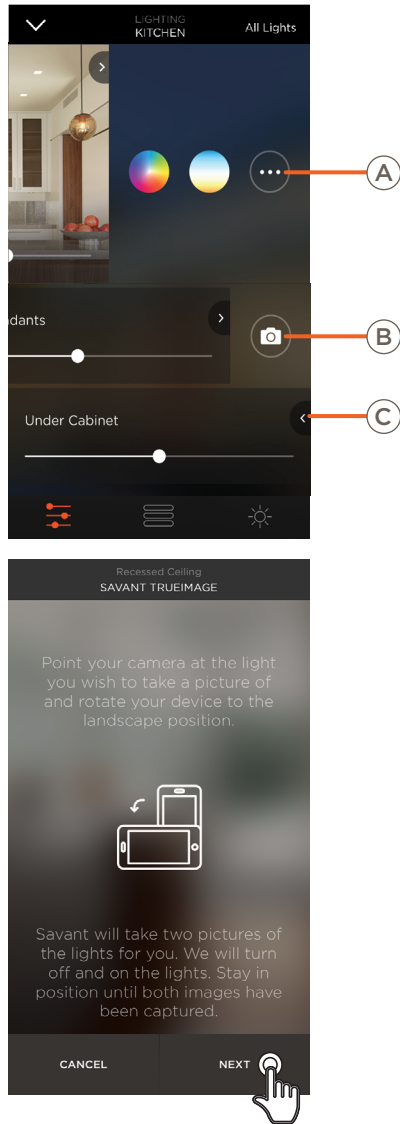 LIGHTING
KITCHEN
All Lights
A
dants
B
Under Cabinet
C
Recessed Ceiling
SAVANT TRUEIMAGE
Point your camera at the light
you wish to take a picture of
and rotate your device to the
landscape position.
Savant will take two pictures of
the lights for you. We will turn
off and on the lights. Stay in
position until both images have
been captured.
CANCEL
NEXT